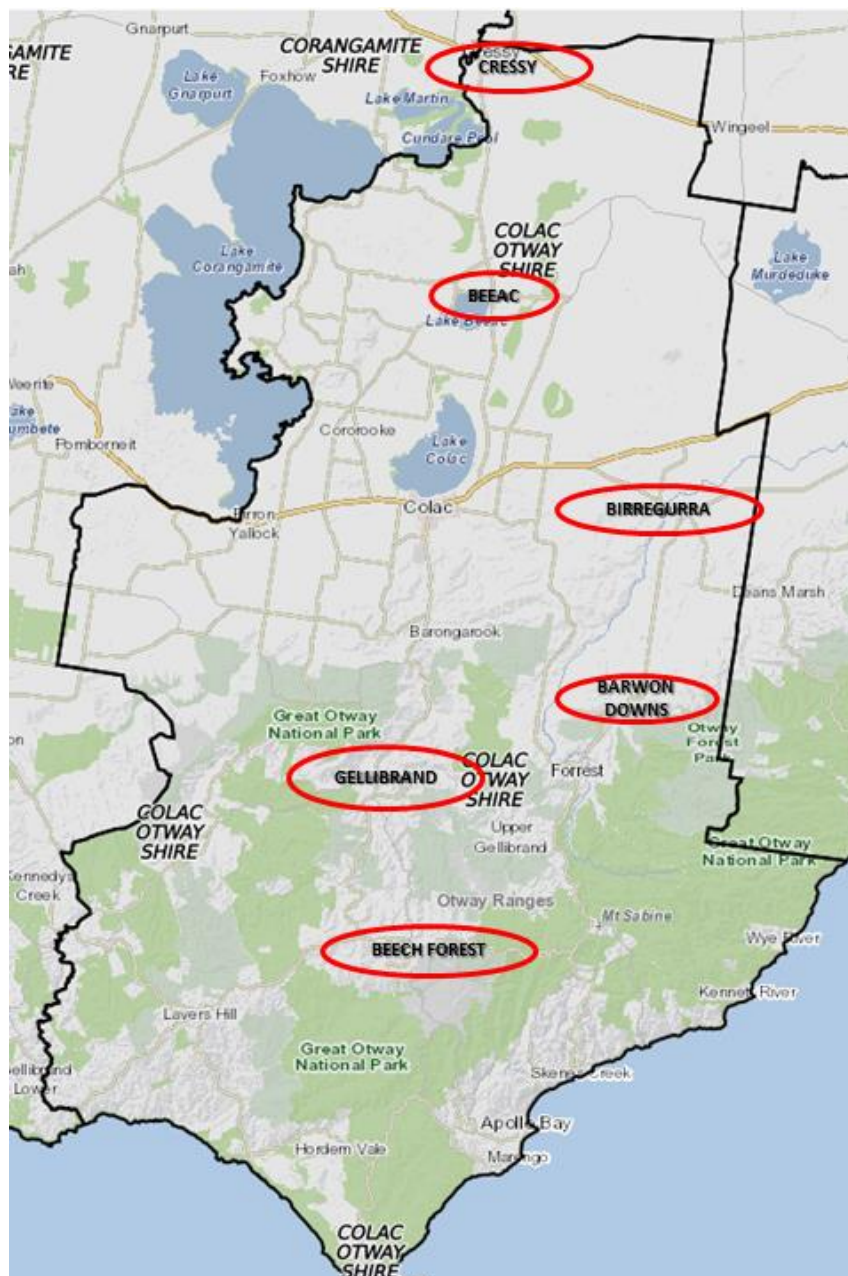 Gnarpurt
CORANGAMITE
SHIRE
GAMITE
RE
Lake
Gnarpurt
Foxhow
Cressy
CRESSY
Lake Martin
Cundare Pool
Wingeel
COLAC
OTWAY
SHIRE
Lake
Corangamite
Lake
Murdeduke
BEEAC
Lake Beeac
Weerite
Pomborneit
Cororooke
Lake
Colac
Pirron
Yallock
Colac
BIRREGURRA
Deans Marsh
Barongarook
BARWON
DOWNS
Great Otway
National Park
Otway
Forest
Park
GELLIBRAND
COLAC
OTWAY
SHIRE
Forrest
COLAC
OTWAY
SHIRE
Upper
Gellibrand
Great Otway
National Park
Kennedys
Creek
Otway Ranges
Mt Sabine
BEECH FOREST
Wye River
Kennet River
Lavers Hill
Great Otway
National Park
Gellibrand
Lower
Skenes Creek
Apollo Bay
Marengo
Hordern Vale
COLAC
OTWAY
SHIRE